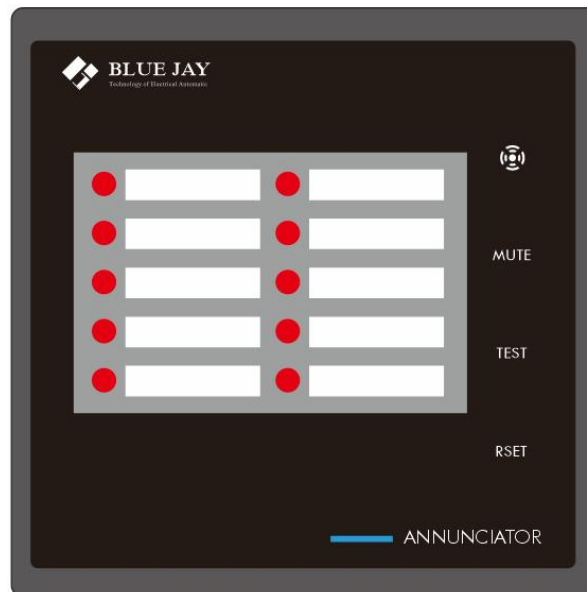 BLUE JAY
Technology of Electrical Automatic
MUTE
TEST
RSET
ANNUNCIATOR